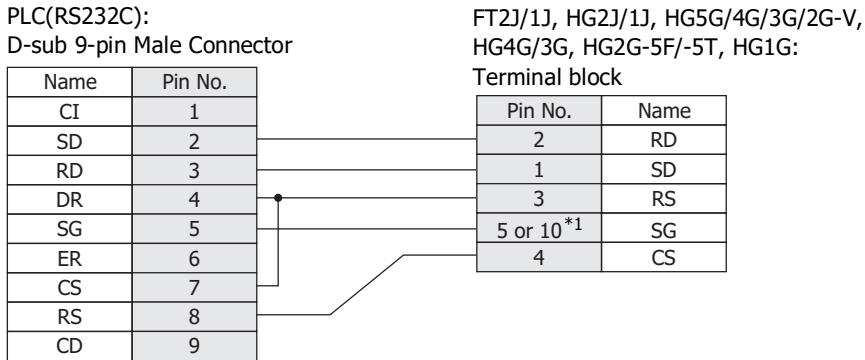 PLC(RS232C):
D-sub 9-pin Male Connector
Name Pin No.
CI 1
SD 2
RD 3
DR 4
SG 5
ER 6
CS 7
RS 8
CD 9
FT2J/1J, HG2J/1J, HG5G/4G/3G/2G-V,
HG4G/3G, HG2G-5F/-5T, HG1G:
Terminal block
Pin No. Name
2 RD
1 SD
3 RS
5 or 10*1 SG
4 CS